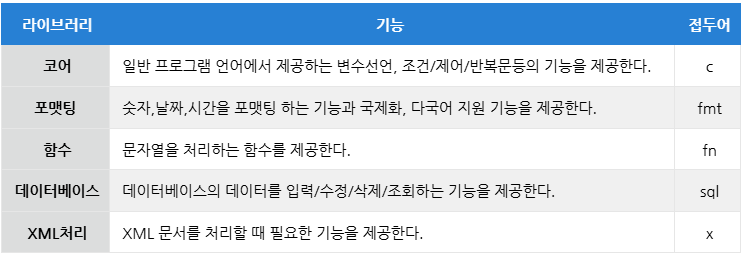 라이브러리 기능 접두어
코어 일반 프로그램 언어에서 제공하는 변수선언, 조건/제어/반복문등의 기능을 제공한다. c
포맷팅 숫자,날짜,시간을 포맷팅 하는 기능과 국제화, 다국어 지원 기능을 제공한다. fmt
함수 문자열을 처리하는 함수를 제공한다. fn
데이터베이스 데이터베이스의 데이터를 입력/수정/삭제/조회하는 기능을 제공한다. sql
XML처리 XML 문서를 처리할 때 필요한 기능을 제공한다. x